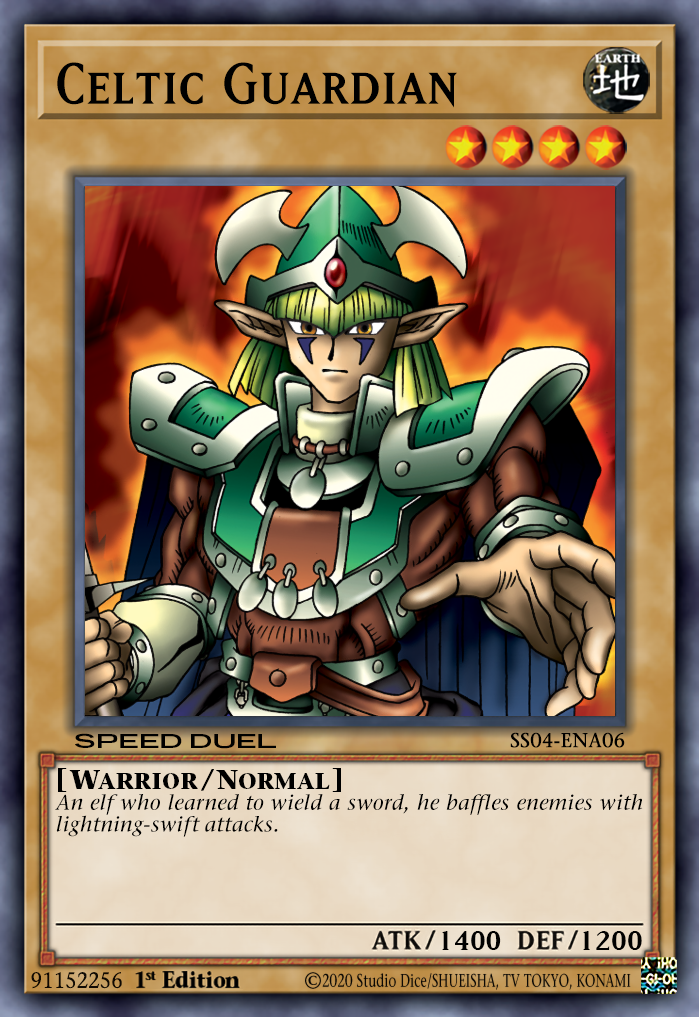 Celtic Guardian
EARTH
地
SPEED DUEL
SS04-ENA06
[Warrior/Normal]
An elf who learned to wield a sword, he baffles enemies with
lightning-swift attacks.
ATK/1400 DEF/1200
91152256 1st Edition ©2020 Studio Dice/SHUEISHA, TV TOKYO, KONAMI